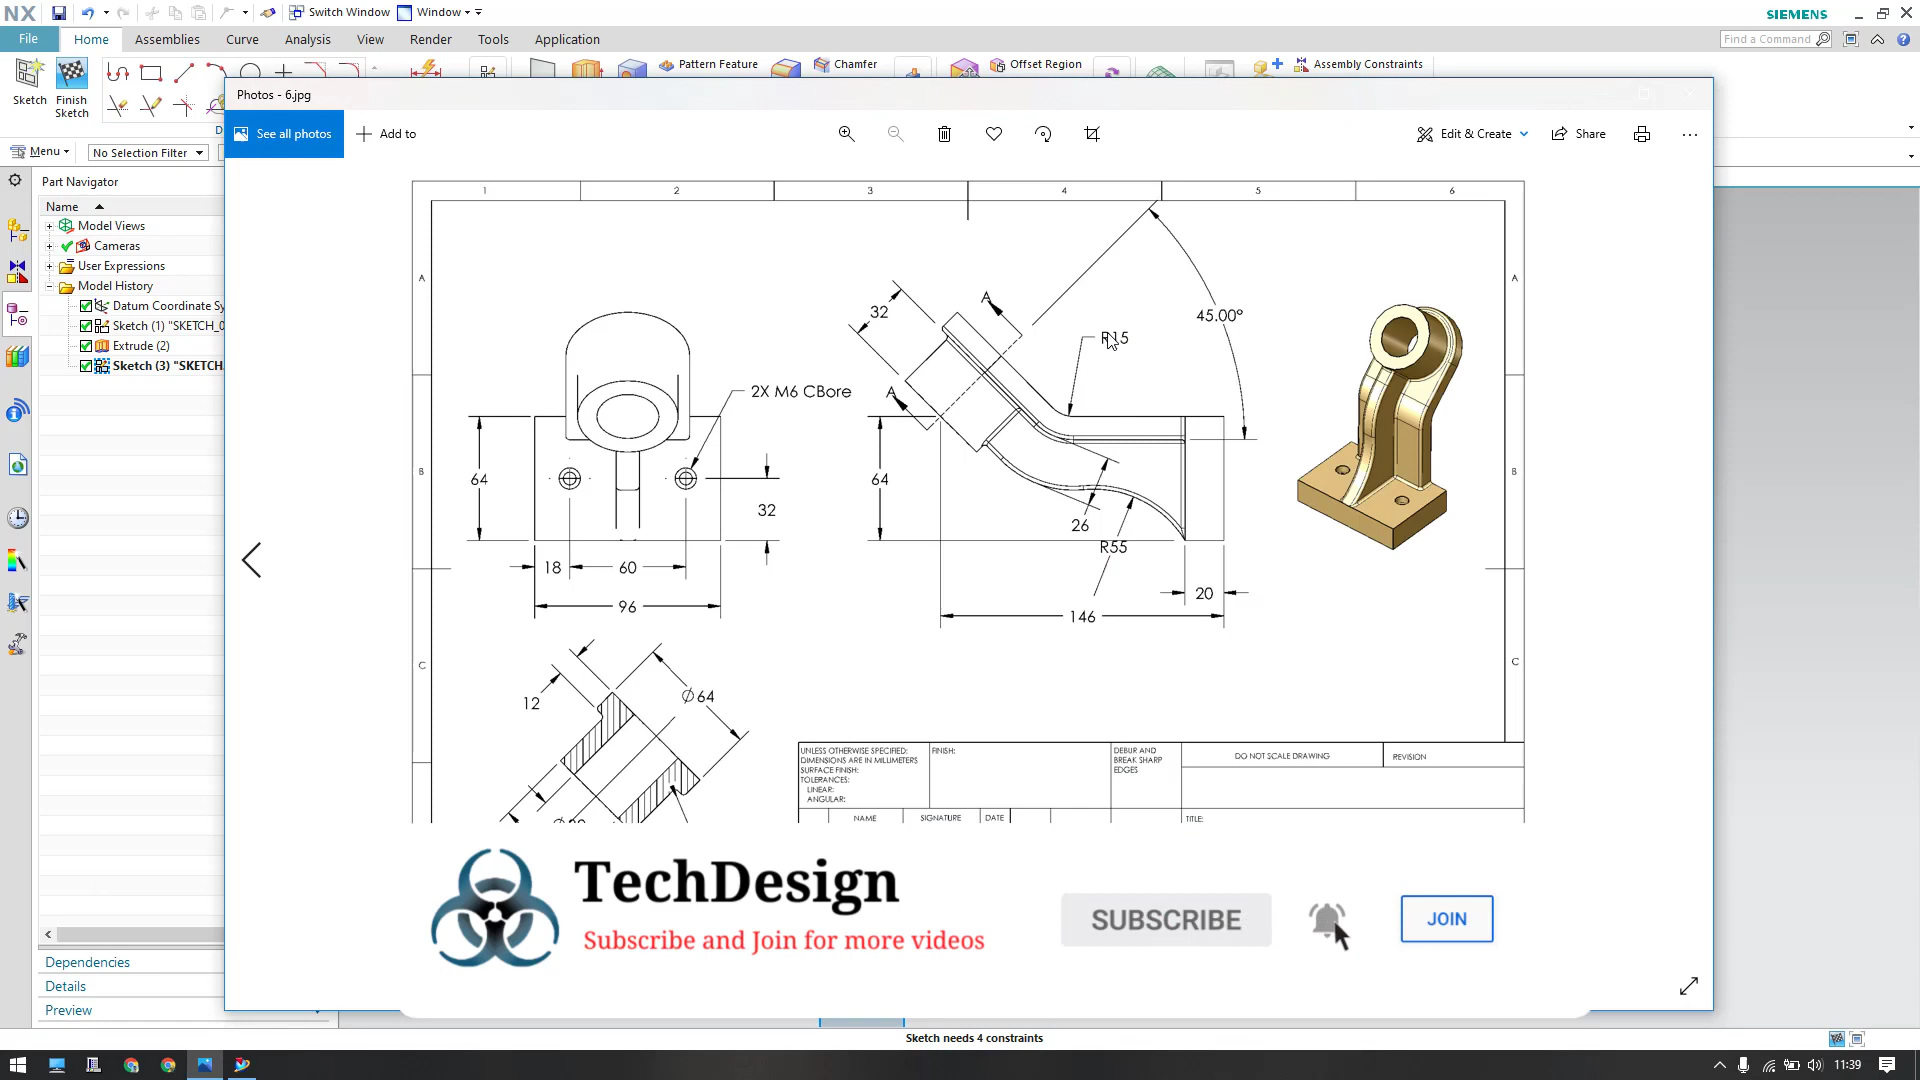 NX
Switch Window
Window
SIEMENS
File
Home
Assemblies
Curve
Analysis
View
Render
Tools
Application
Find a Command
Pattern Feature
Chamfer
Offset Region
Assembly Constraints
Sketch
Finish
Sketch
Photos - 6.jpg
See all photos
Add to
Edit & Create
Share
Menu
No Selection Filter
Part Navigator
Name
Model Views
Cameras
User Expressions
Model History
Datum Coordinate Sy
Sketch (1) "SKETCH_0
Extrude (2)
Sketch (3) "SKETCH
1
2
3
4
5
6
A
A
B
B
C
C
32
A
A
R15
45.00°
2X M6 CBore
64
32
18
60
96
64
26
R55
20
146
12
Ø64
UNLESS OTHERWISE SPECIFIED:
DIMENSIONS ARE IN MILLIMETERS
SURFACE FINISH:
TOLERANCES:
LINEAR:
ANGULAR:
FINISH:
DEBUR AND
BREAK SHARP
EDGES
DO NOT SCALE DRAWING
REVISION
NAME
SIGNATURE
DATE
TITLE:
TechDesign
Subscribe and Join for more videos
SUBSCRIBE
JOIN
Dependencies
Details
Preview
Sketch needs 4 constraints
11:39